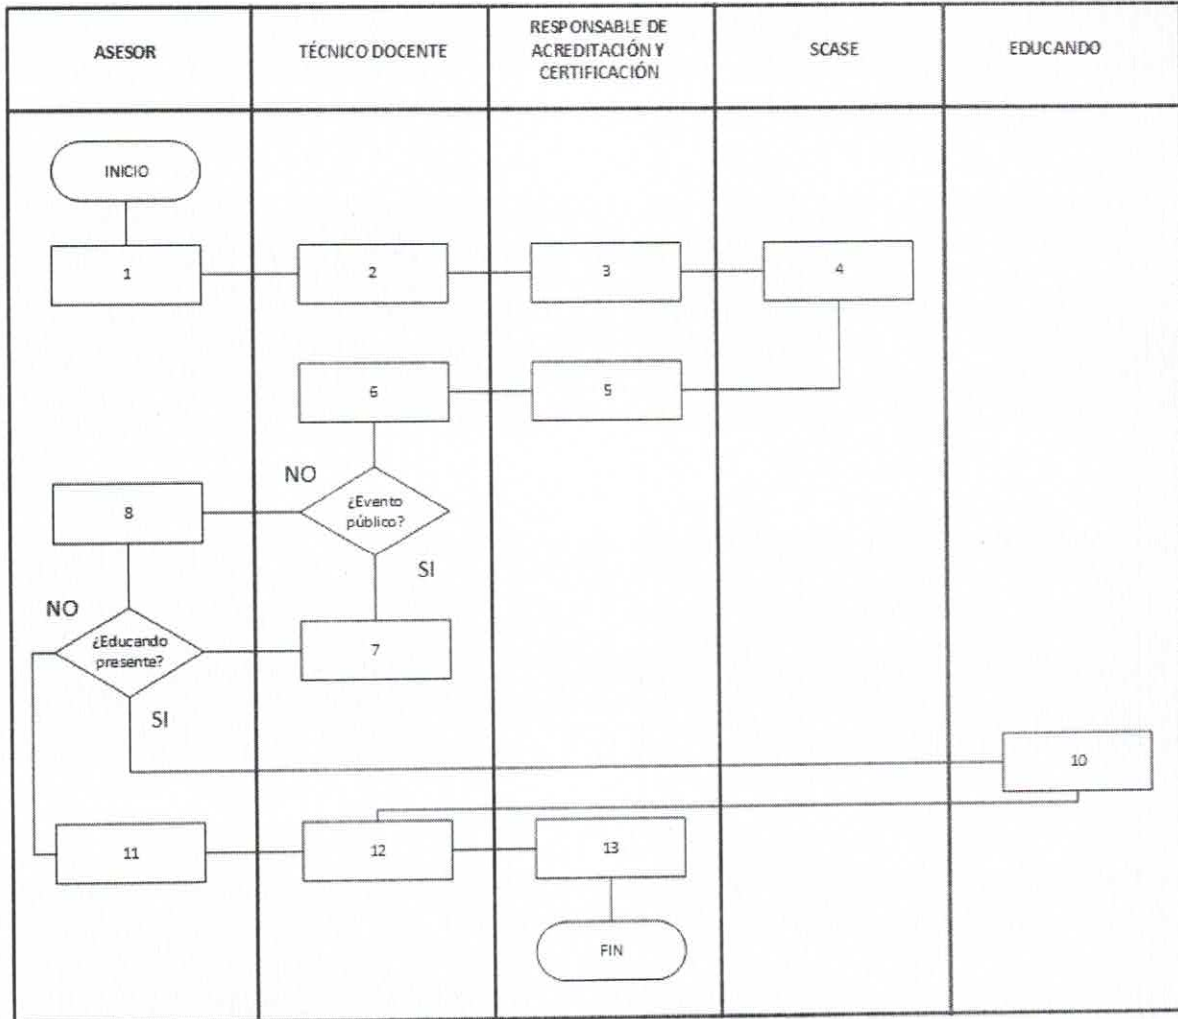 ASESOR
TÉCNICO DOCENTE
RESPONSABLE DE
ACREDITACIÓN Y
CERTIFICACIÓN
SCASE
EDUCANDO
INICIO
1
2
3
4
6
5
NO
8
¿Evento
público?
SI
NO
¿Educando
presente?
7
SI
10
11
12
13
FIN